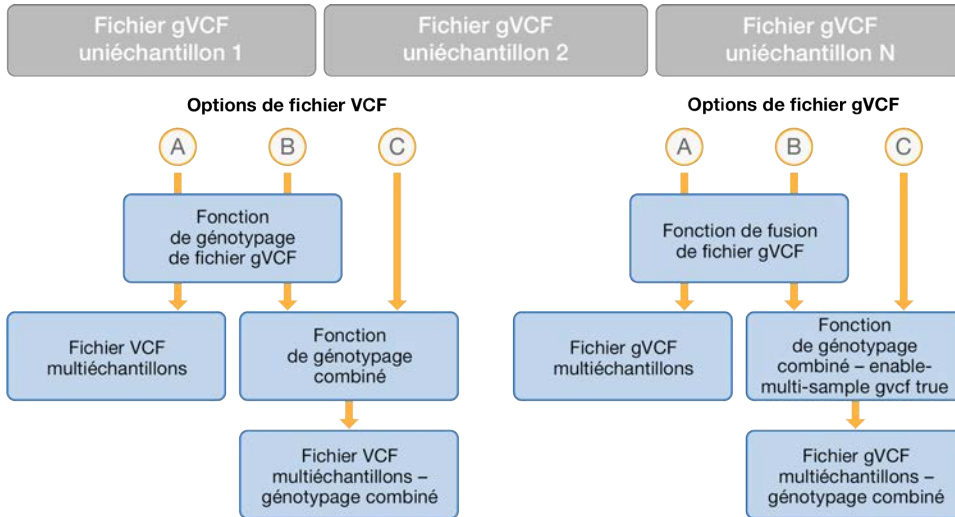 Fichier gVCF
uniéchantillon 1
Fichier gVCF
uniéchantillon 2
Fichier gVCF
uniéchantillon N
Options de fichier VCF
A
B
C
Fonction
de génotypage
de fichier gVCF
Fichier VCF
multiéchantillons
Fonction
de génotypage
combiné
Fichier VCF
multiéchantillons –
génotypage combiné
Options de fichier gVCF
A
B
C
Fonction de fusion
de fichier gVCF
Fichier gVCF
multiéchantillons
Fonction
de génotypage
combiné – enable-
multi-sample gvcf true
Fichier gVCF
multiéchantillons –
génotypage combiné